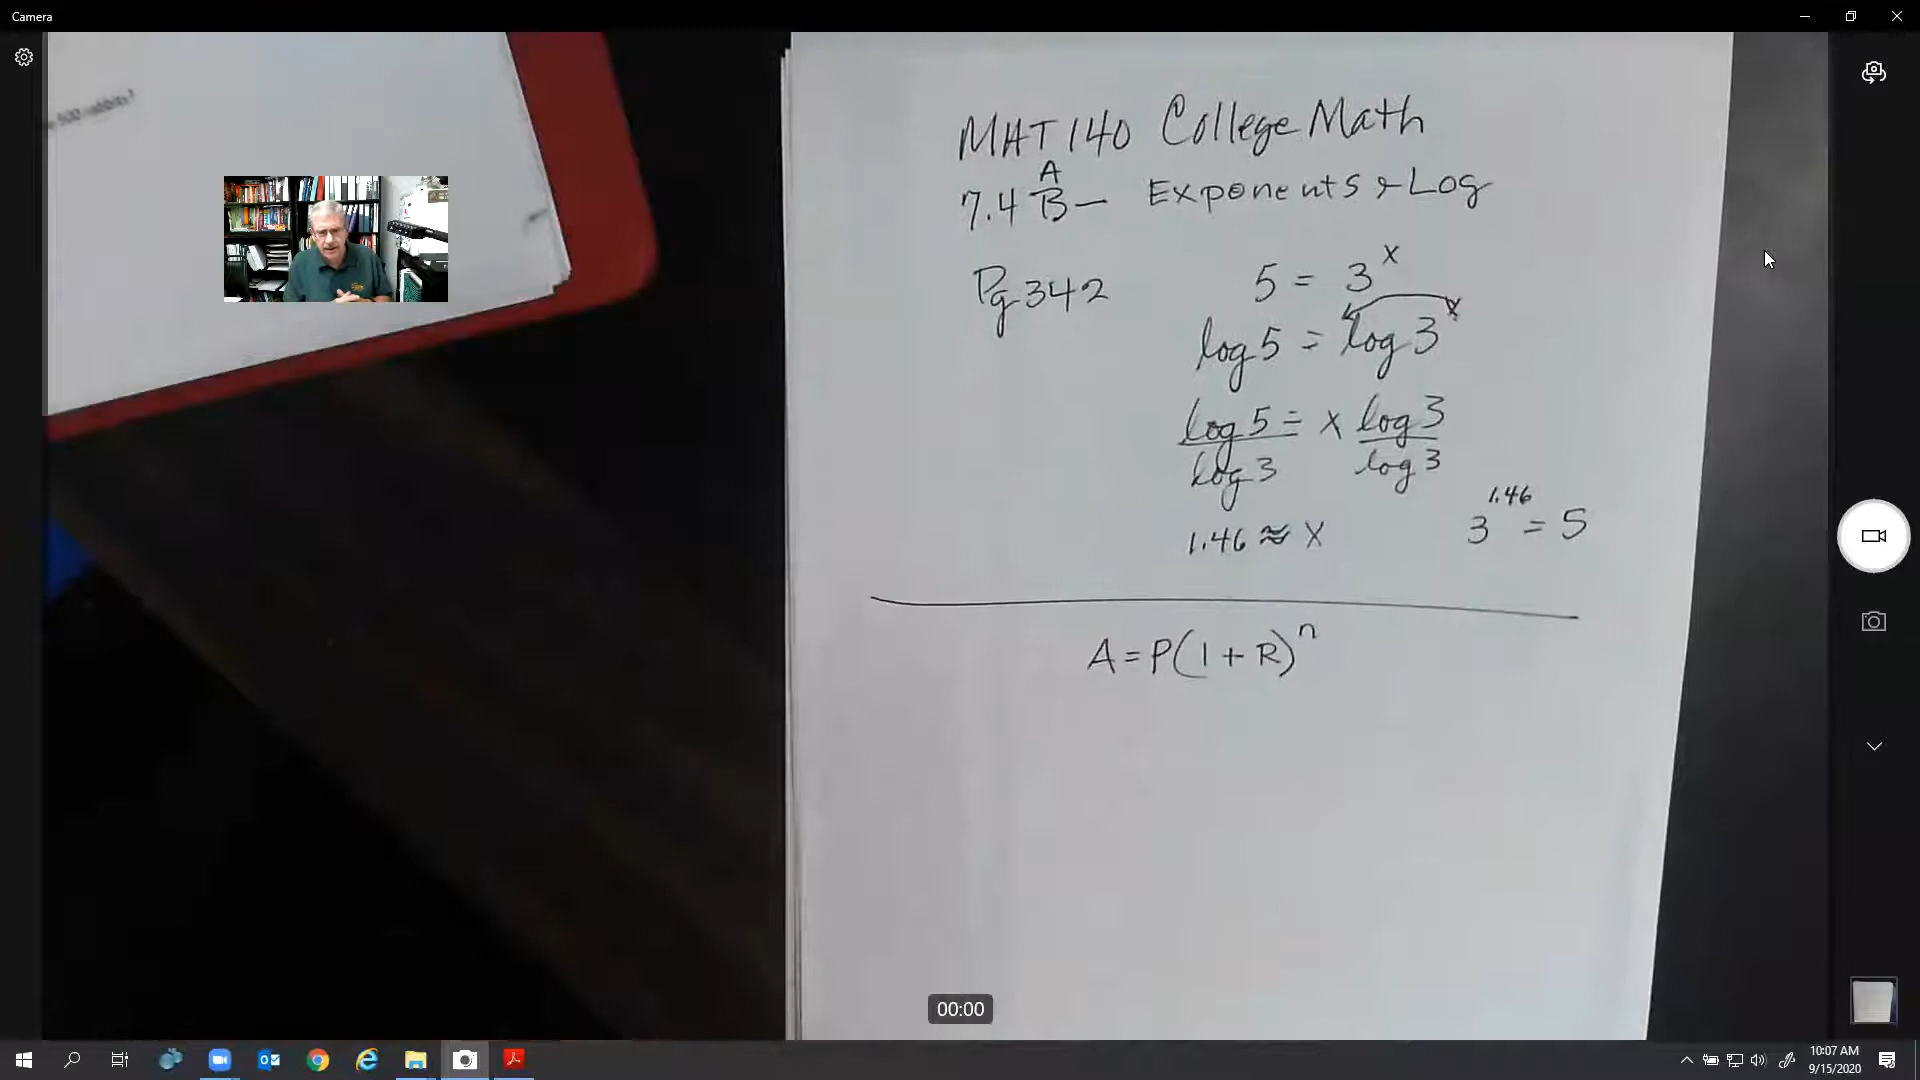 Camera
MAT 140 College Math
A
7.4 B — Exponents & Log
Pg 342
5 = 3^x
log 5 = log 3^x
log 5 = x log 3
log 3 log 3
1.46 ≈ x
3^1.46 = 5
A = P(1 + R)^n
00:00
10:07 AM
9/15/2020